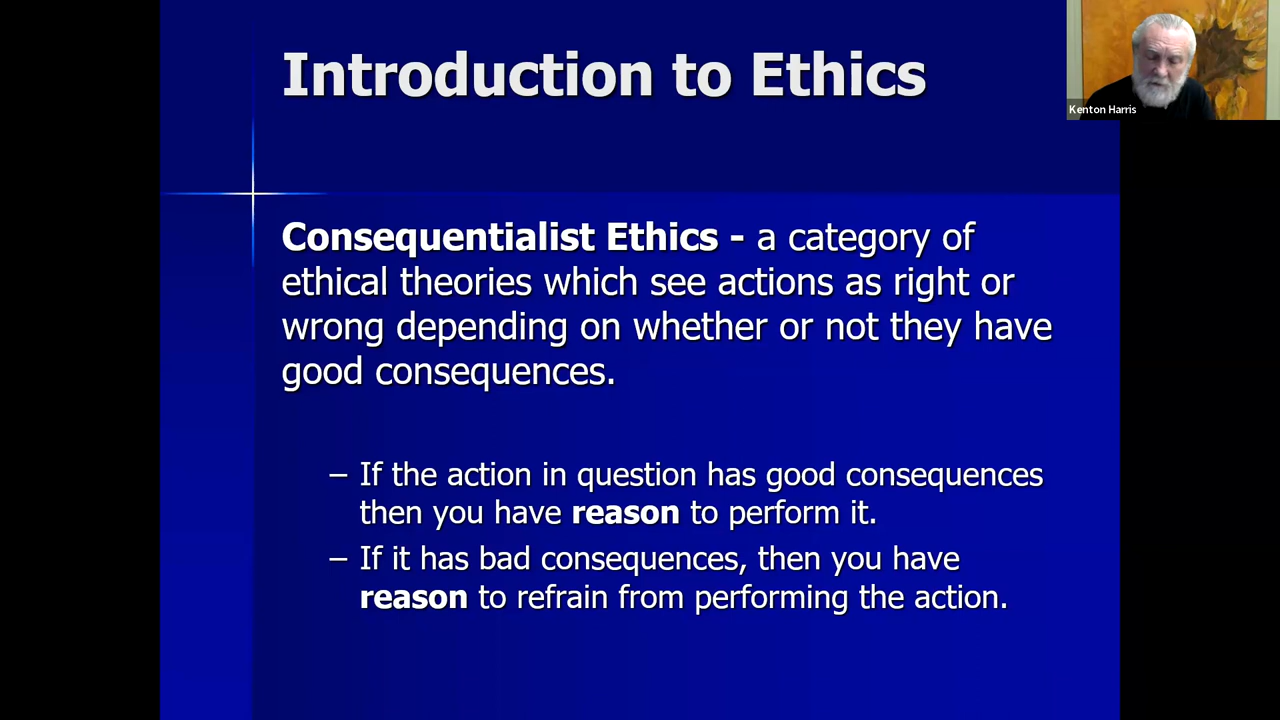 Introduction to Ethics
Kenton Harris
Consequentialist Ethics - a category of
ethical theories which see actions as right or
wrong depending on whether or not they have
good consequences.
– If the action in question has good consequences
then you have reason to perform it.
– If it has bad consequences, then you have
reason to refrain from performing the action.